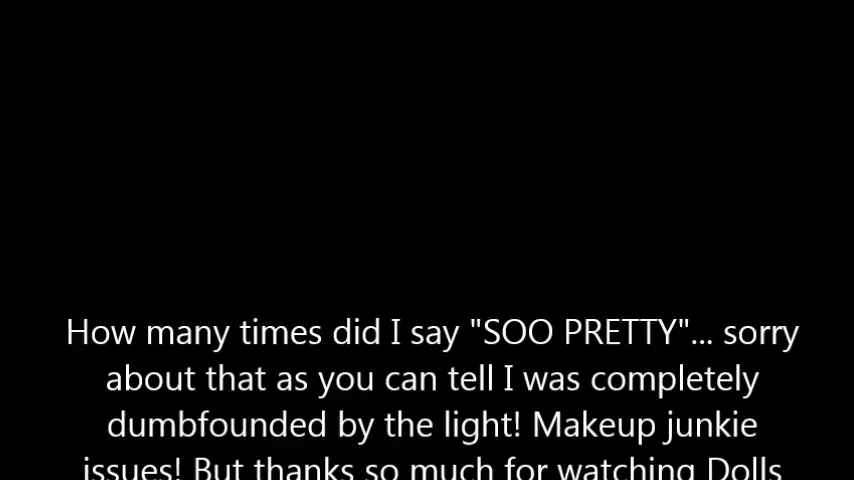 How many times did I say "SOO PRETTY"... sorry
about that as you can tell I was completely
dumbfounded by the light! Makeup junkie
issues! But thanks so much for watching Dolls